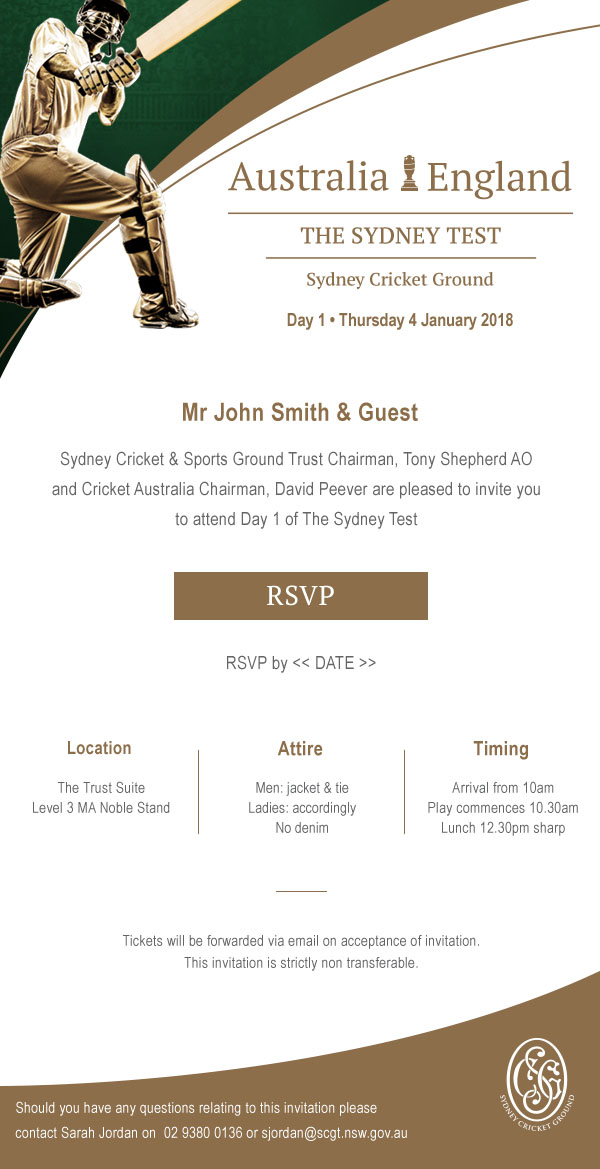 Australia England
THE SYDNEY TEST
Sydney Cricket Ground
Day 1 • Thursday 4 January 2018
Mr John Smith & Guest
Sydney Cricket & Sports Ground Trust Chairman, Tony Shepherd AO
and Cricket Australia Chairman, David Peever are pleased to invite you
to attend Day 1 of The Sydney Test
RSVP
RSVP by << DATE >>
Location
The Trust Suite
Level 3 MA Noble Stand
Attire
Men: jacket & tie
Ladies: accordingly
No denim
Timing
Arrival from 10am
Play commences 10.30am
Lunch 12.30pm sharp
Tickets will be forwarded via email on acceptance of invitation.
This invitation is strictly non transferable.
Should you have any questions relating to this invitation please
contact Sarah Jordan on 02 9380 0136 or sjordan@scgt.nsw.gov.au
SCG
SYDNEY CRICKET GROUND